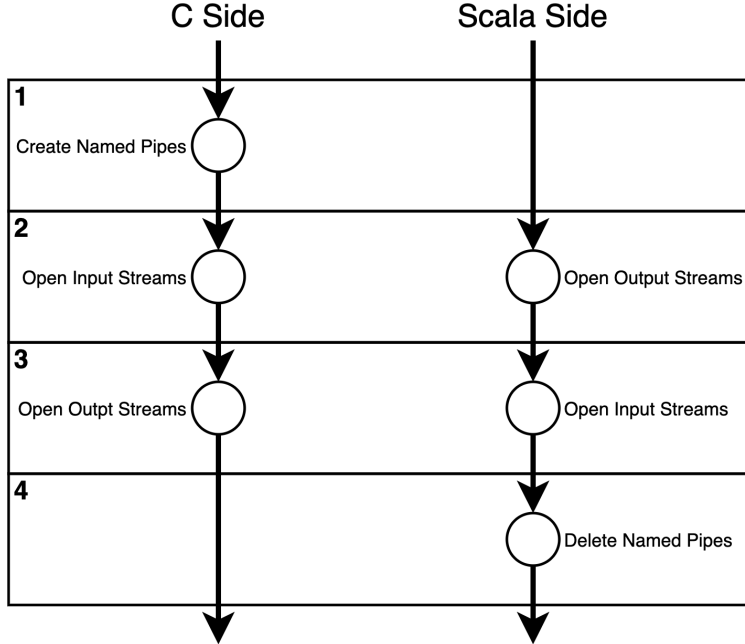 C Side
Scala Side
1
Create Named Pipes
2
Open Input Streams
Open Output Streams
3
Open Outpt Streams
Open Input Streams
4
Delete Named Pipes